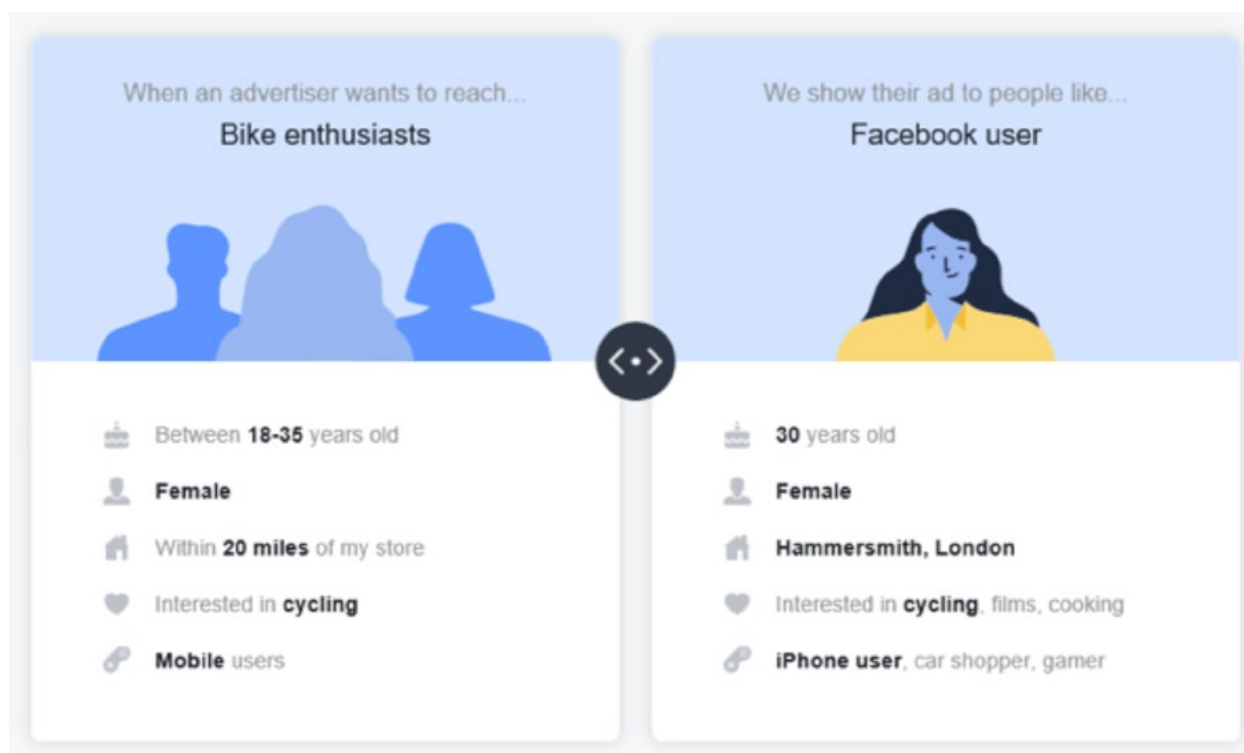 When an advertiser wants to reach...
Bike enthusiasts
Between 18-35 years old
Female
Within 20 miles of my store
Interested in cycling
Mobile users
We show their ad to people like...
Facebook user
30 years old
Female
Hammersmith, London
Interested in cycling, films, cooking
iPhone user, car shopper, gamer